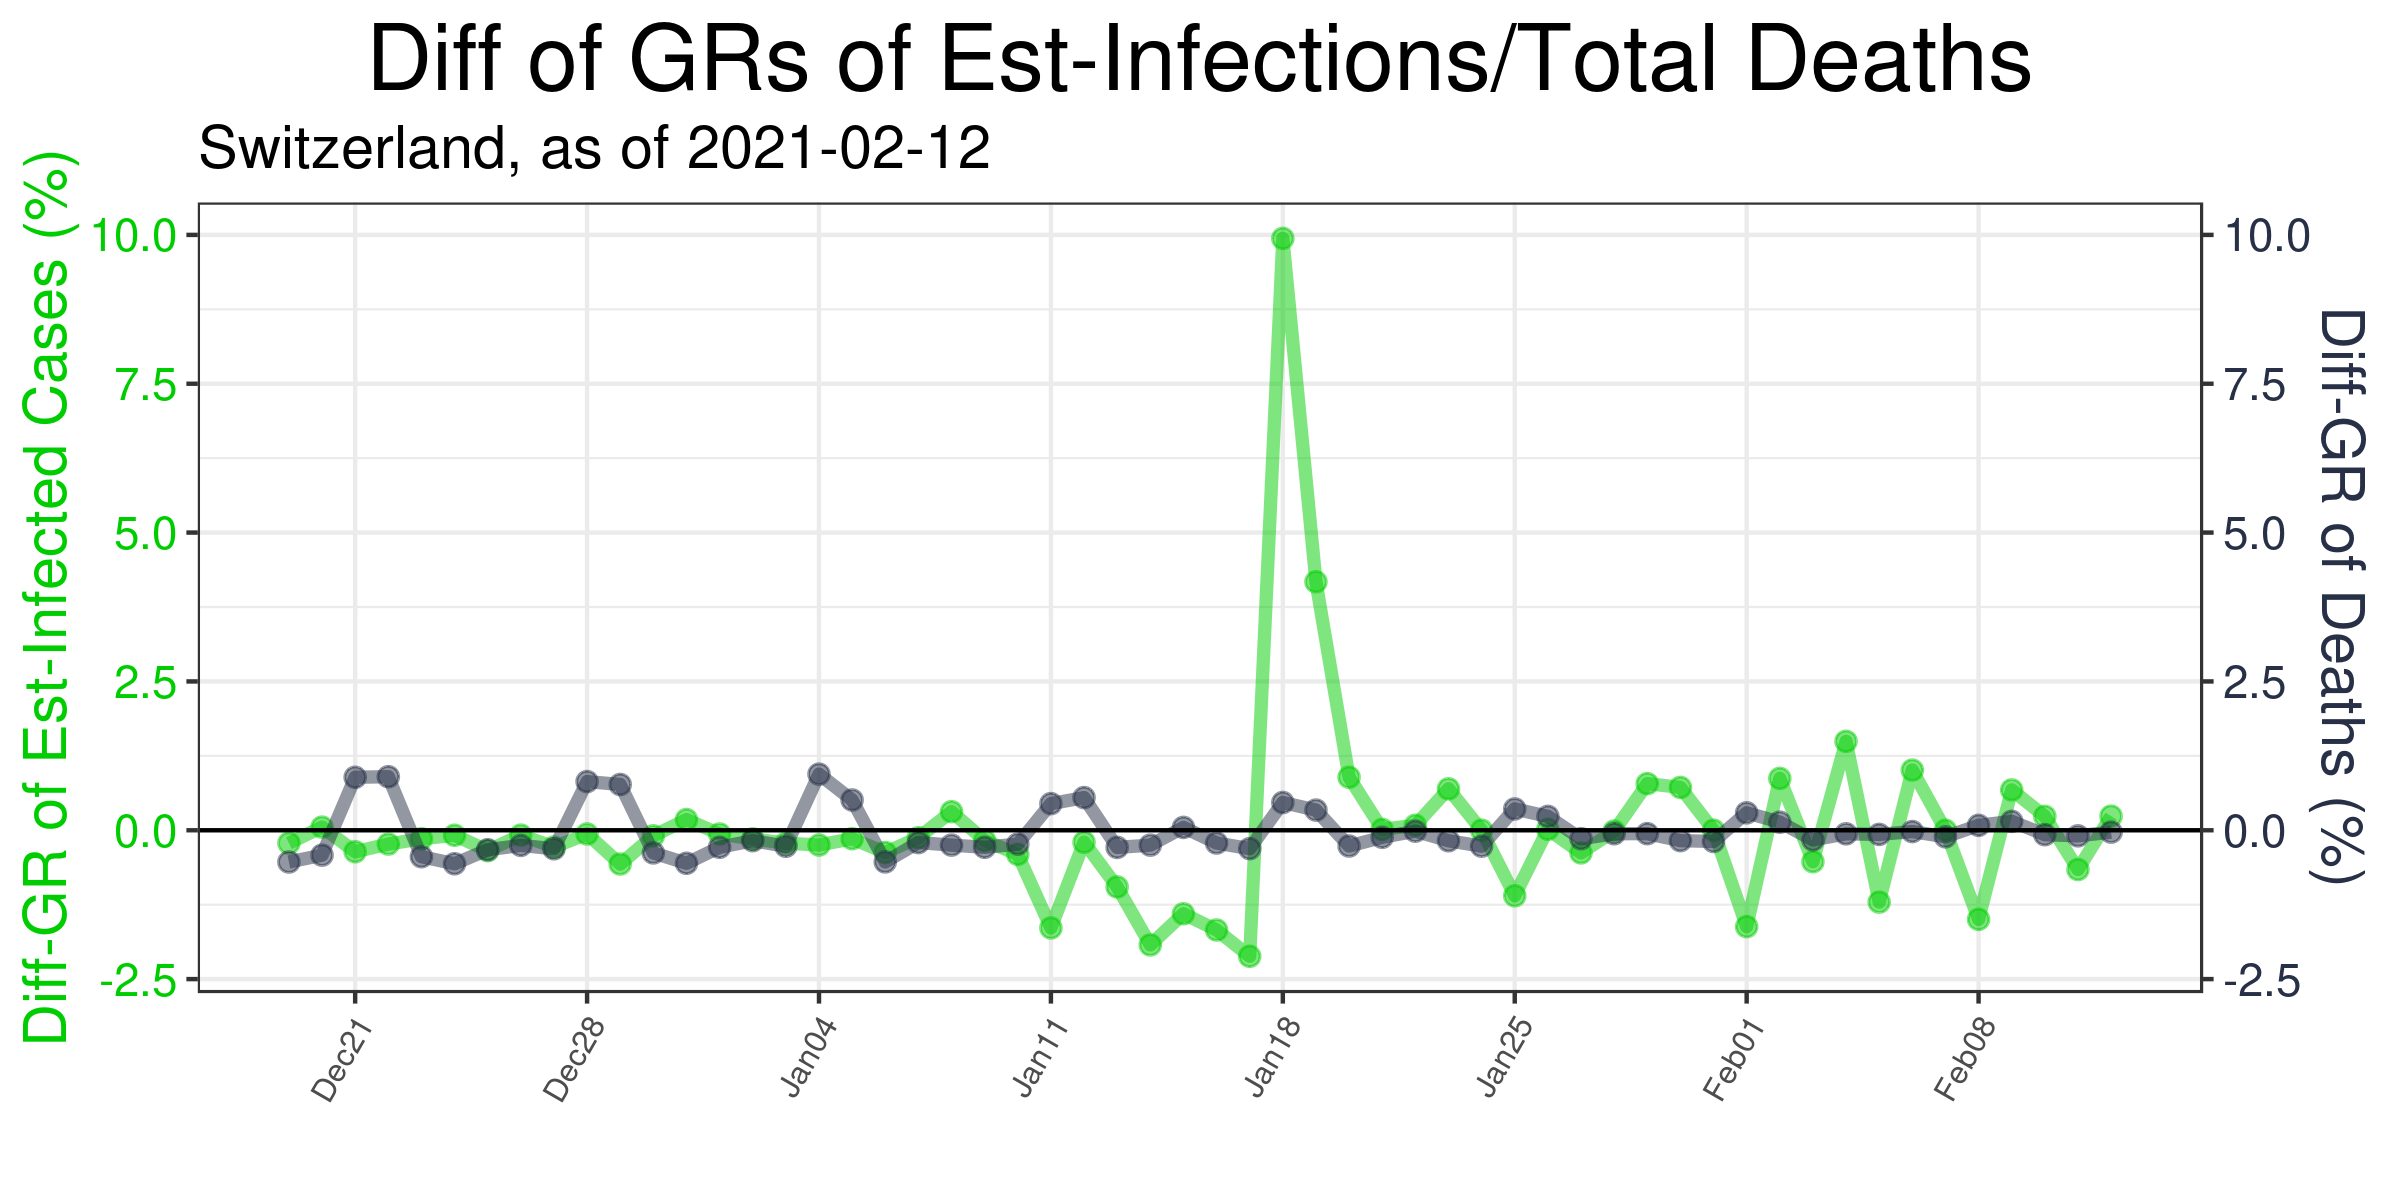 Diff of GRs of Est-Infections/Total Deaths
Switzerland, as of 2021-02-12
Diff-GR of Est-Infected Cases (%)
10.0
7.5
5.0
2.5
0.0
-2.5
10.0
7.5
5.0
2.5
0.0
-2.5
Diff-GR of Deaths (%)
Dec21
Dec28
Jan04
Jan11
Jan18
Jan25
Feb01
Feb08